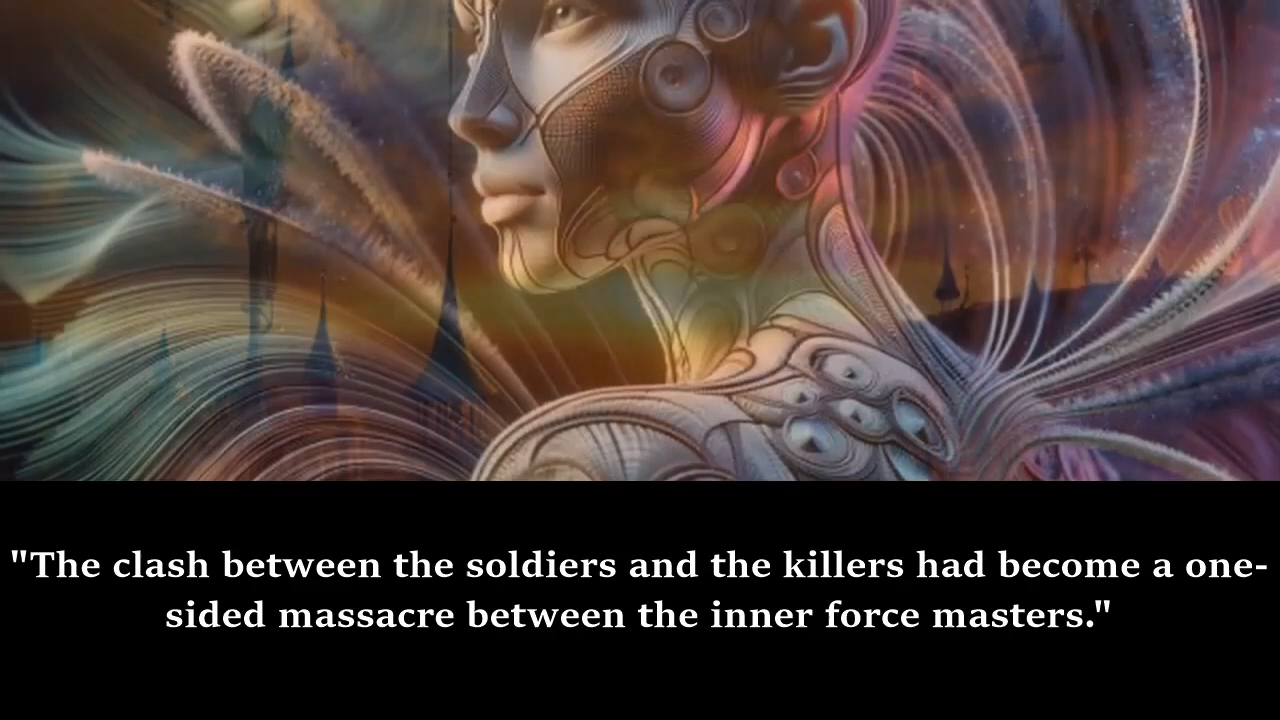 "The clash between the soldiers and the killers had become a one-
sided massacre between the inner force masters."